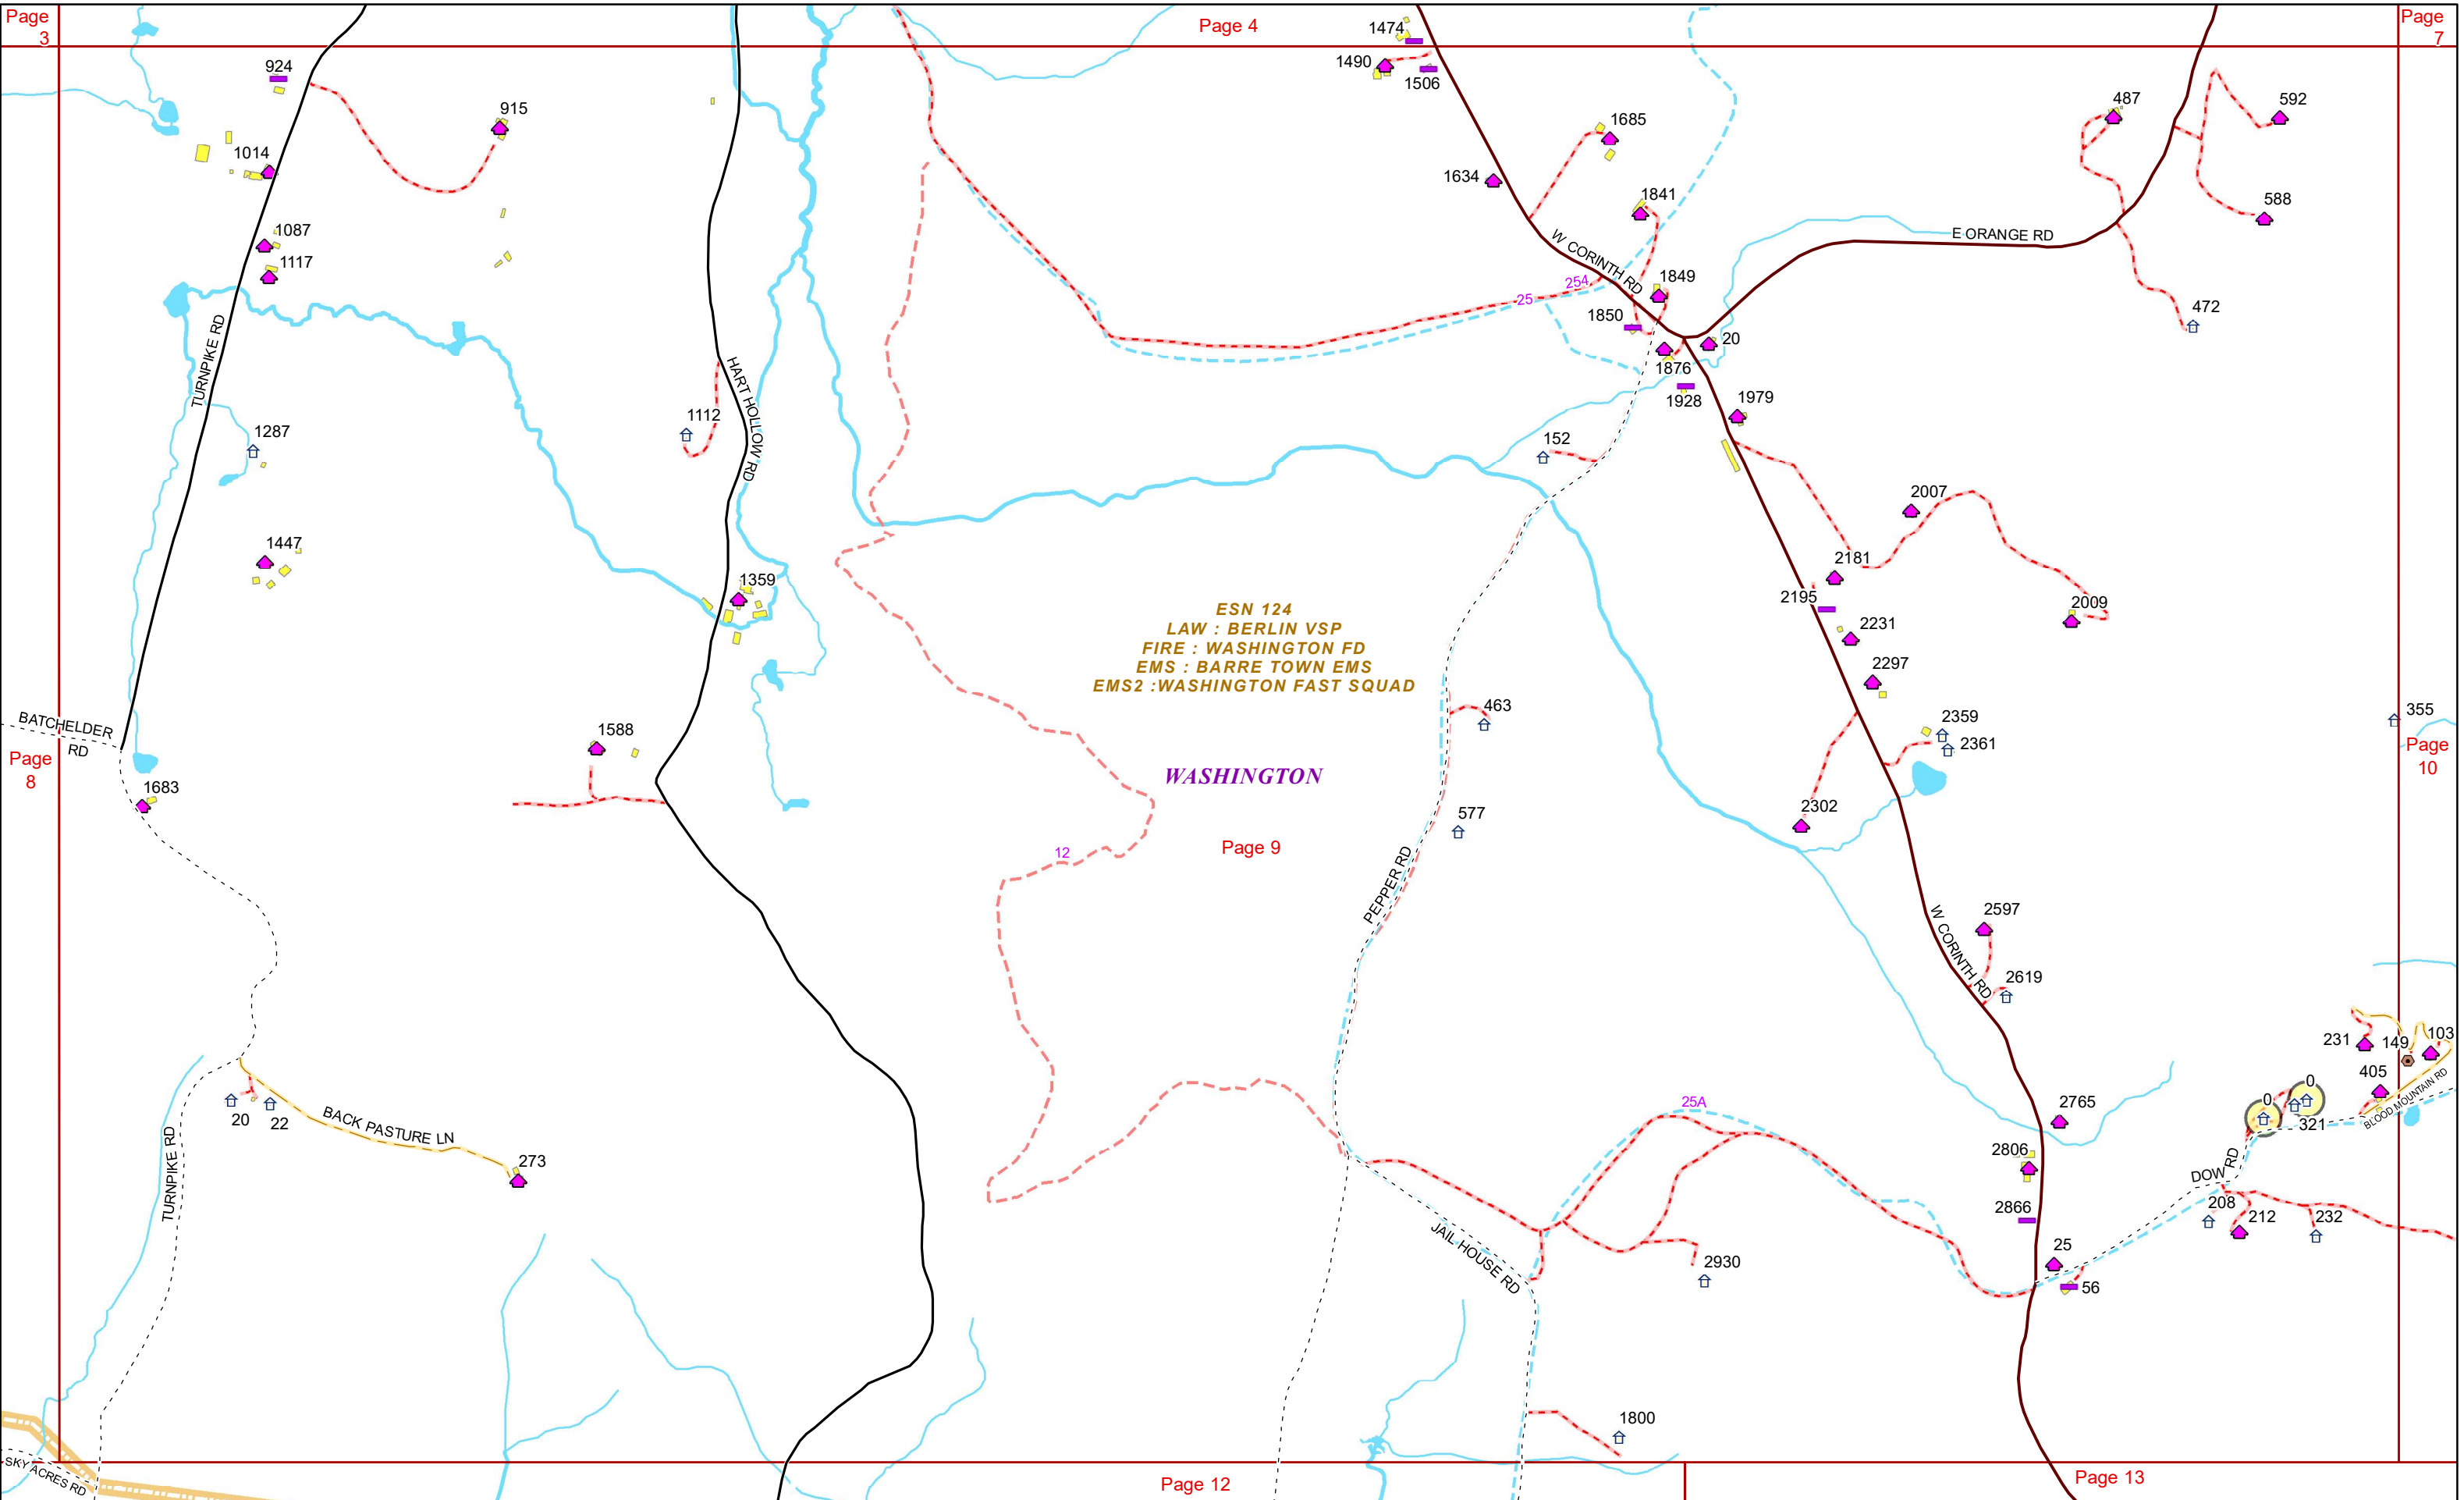 Page
3
Page 4
Page
7
1474
1490
1506
924
915
1014
1685
1634
1841
487
592
588
1087
1117
W CORINTH RD
E ORANGE RD
254
25
1849
1850
20
472
1876
1928
1979
TURNPIKE RD
HART HOLLOW RD
1112
1287
152
2007
1447
1359
2181
2195
2009
2231
2297
ESN 124
LAW : BERLIN VSP
FIRE : WASHINGTON FD
EMS : BARRE TOWN EMS
EMS2 :WASHINGTON FAST SQUAD
463
355
2359
2361
BATCHELDER
RD
1588
Page
8
Page
10
WASHINGTON
1683
577
2302
Page 9
12
PEPPER RD
2597
W CORINTH RD
2619
231
149
103
405
0
0
321
BLOOD MOUNTAIN RD
20
22
BACK PASTURE LN
273
25A
2765
2806
TURNPIKE RD
DOW RD
208
212
232
2866
JAIL HOUSE RD
2930
25
56
1800
SKY ACRES RD
Page 12
Page 13